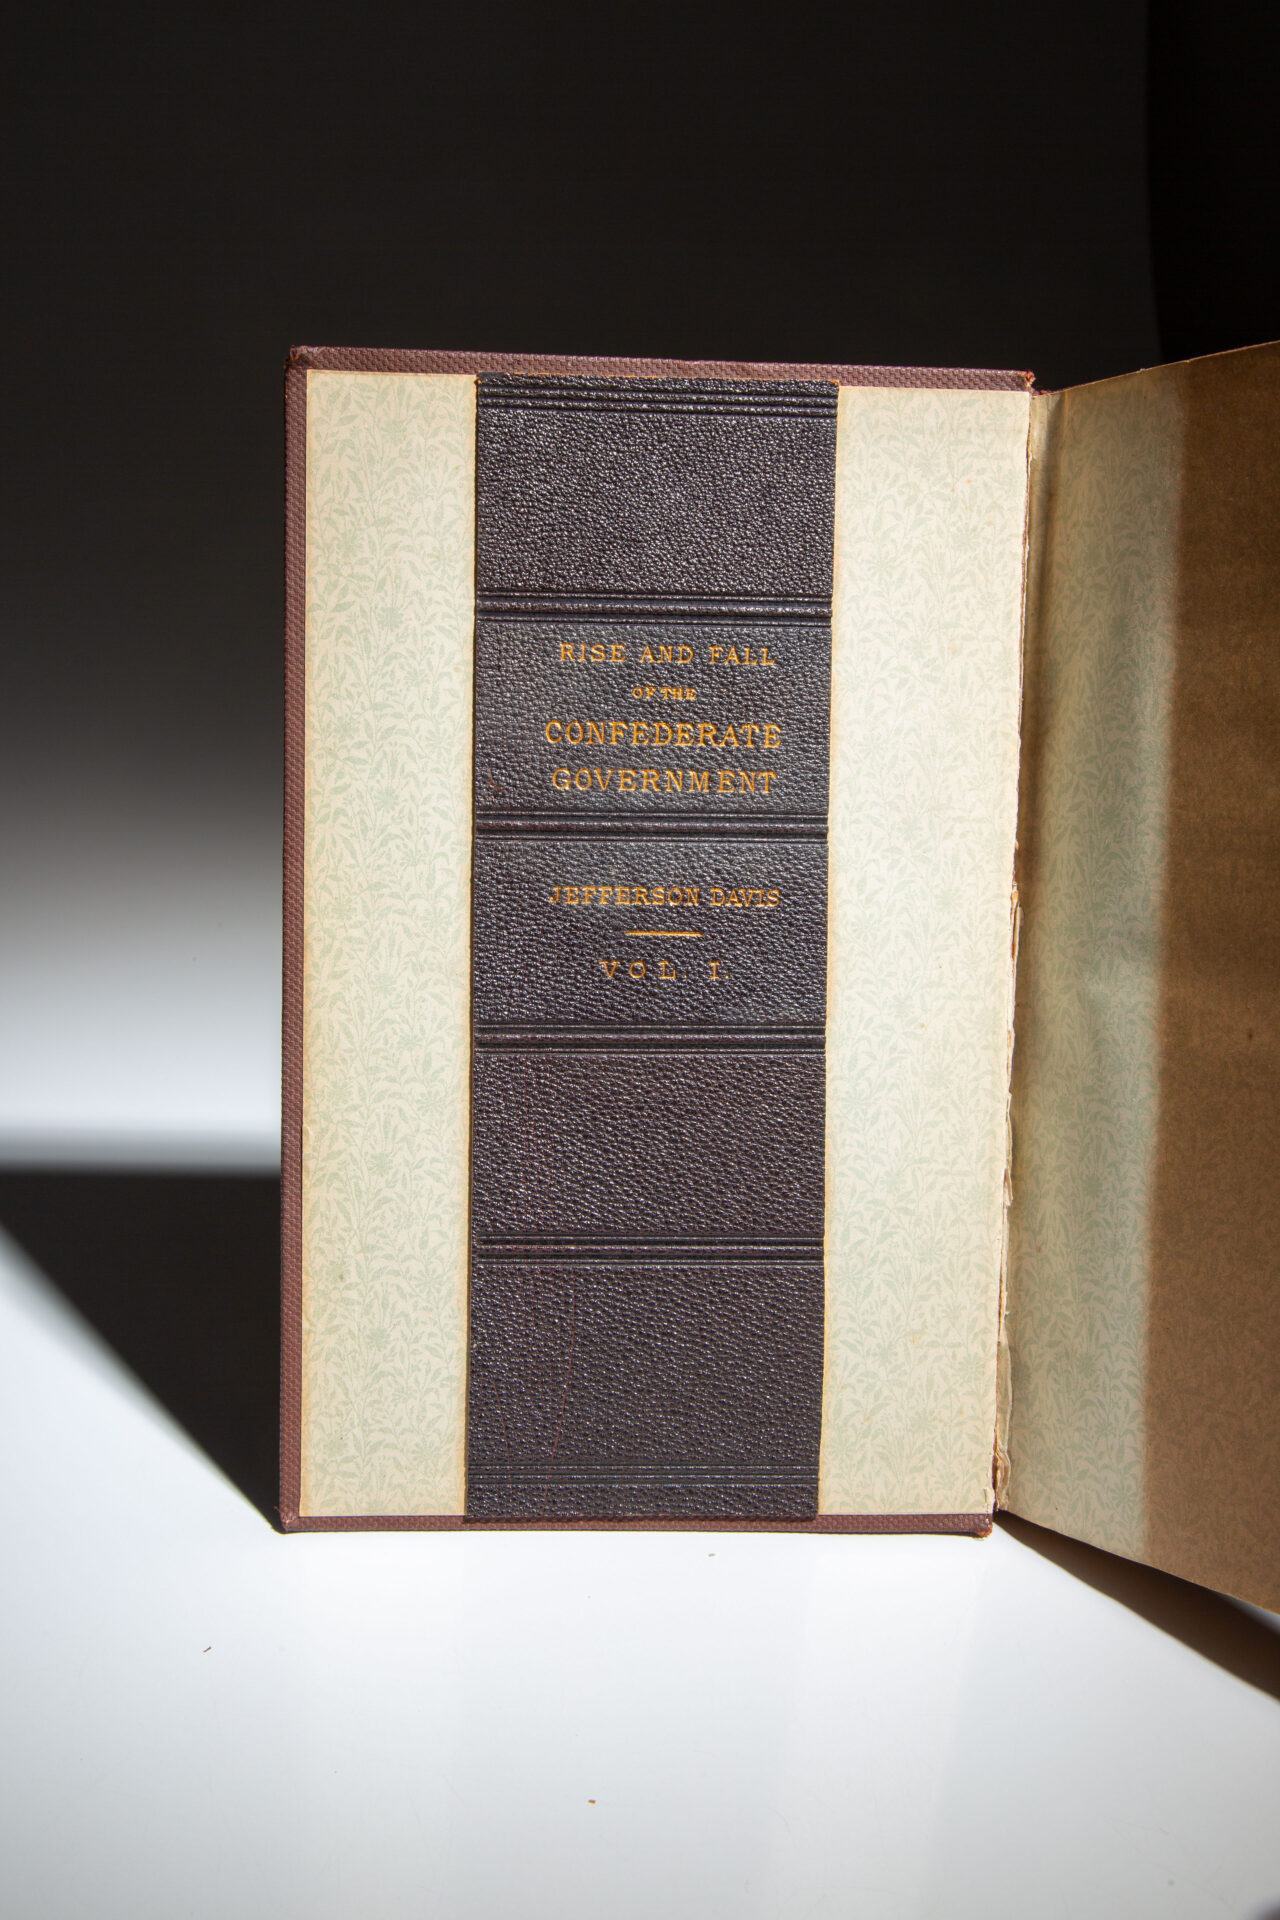 RISE AND FALL
OF THE
CONFEDERATE
GOVERNMENT
JEFFERSON DAVIS
VOL. I.